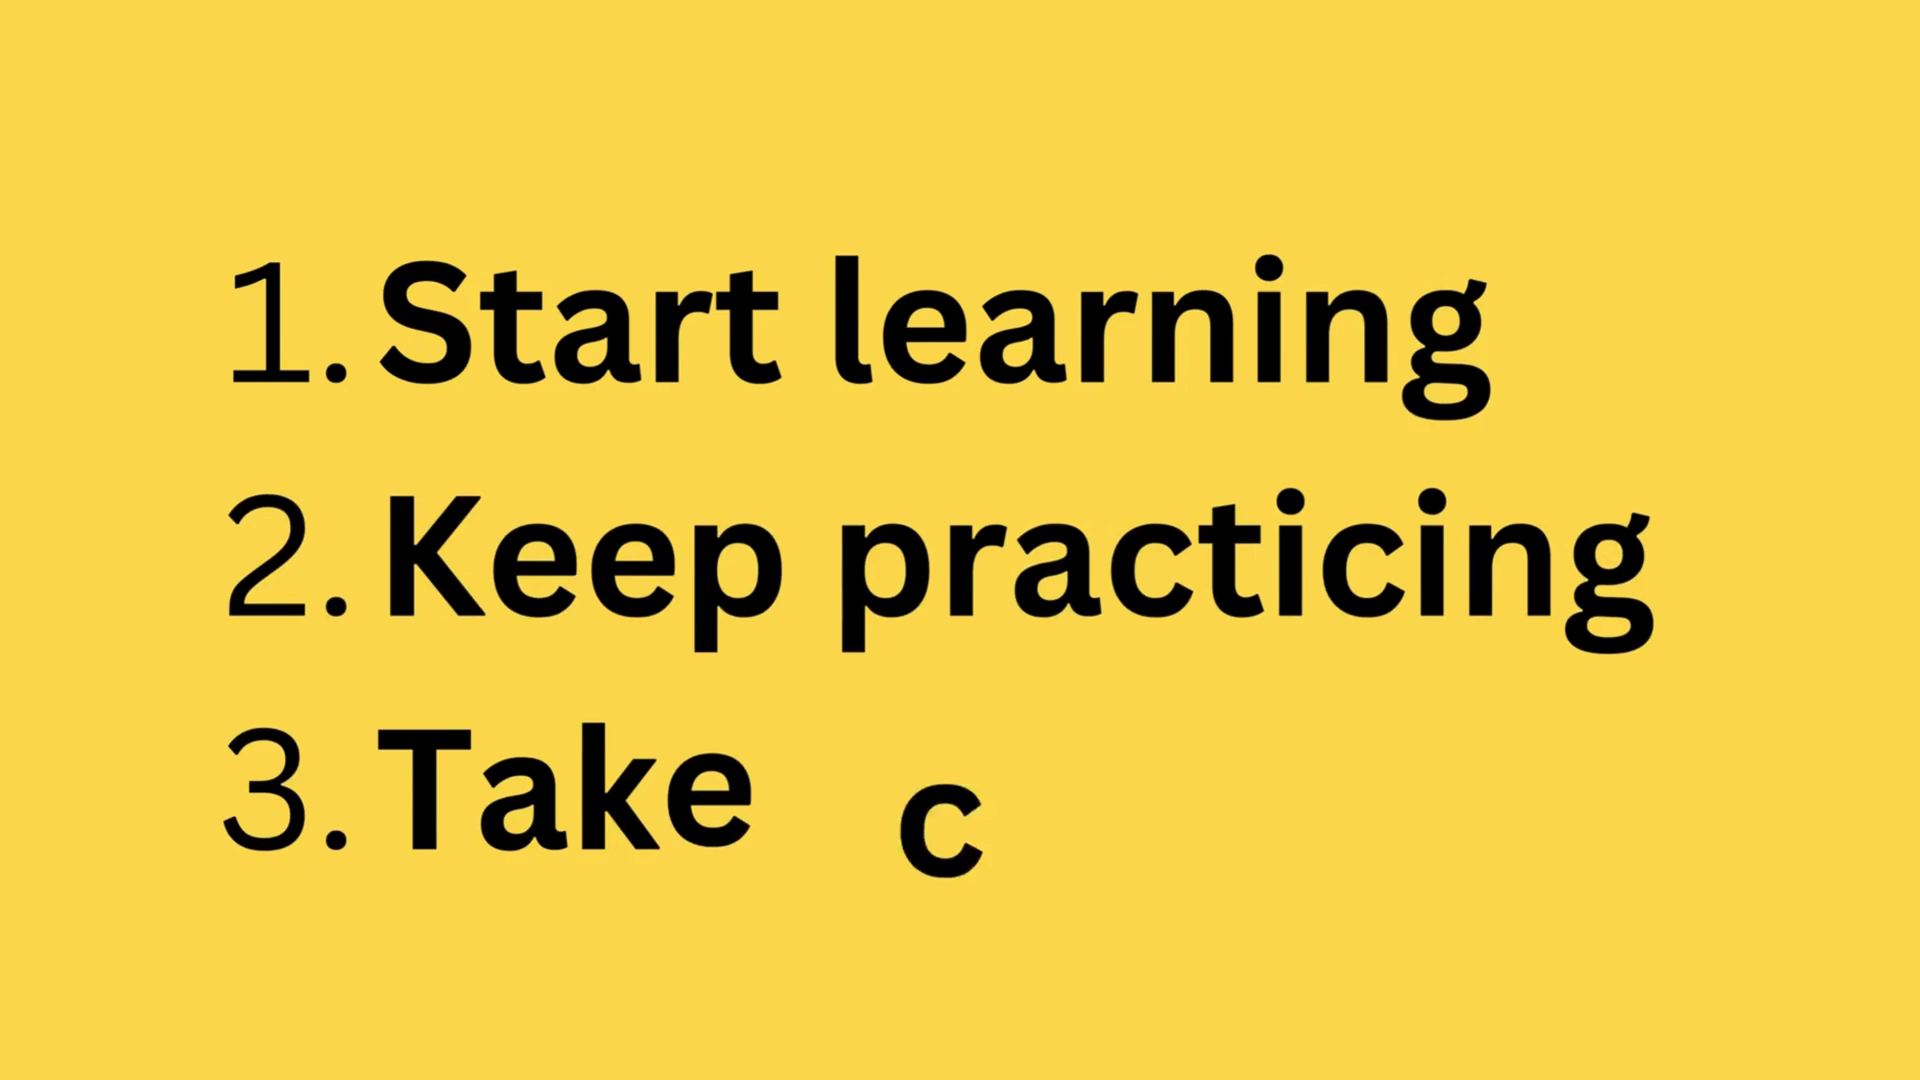 1. Start learning
2. Keep practicing
3. Take c